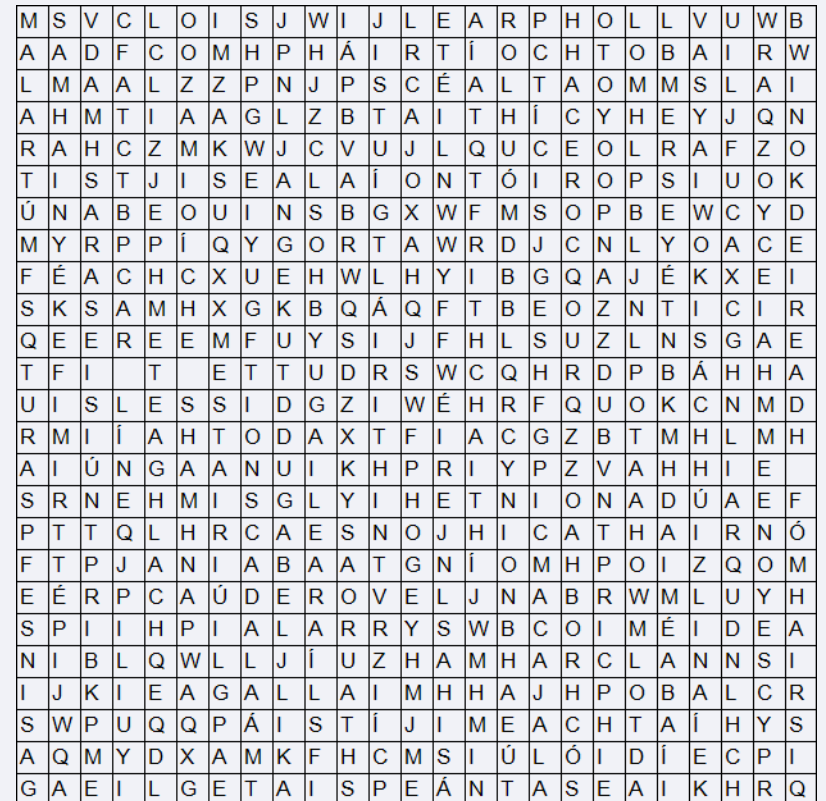 M S V C L O I S J W I J L E A R P H O L L V U W B
A A D F C O M H P H Á I R T Í O C H T O B A I R W
L M A A L Z Z P N J P S C É A L T A O M M S L A I
A H M T I A A G L Z B T A I T H Í C Y H E Y J Q N
R A H C Z M K W J C V U J L Q U C E O L R A F Z O
T I S T J I S E A L A Í O N T Ó I R O P S I U O K
Ú N A B E O U I N S B G X W F M S O P B E W C Y D
M Y R P P Í Q Y G O R T A W R D J C N L Y O A C E
F É A C H C X U E H W L H Y I B G Q A J É K X E I
S K S A M H X G K B Q Á Q F T B E O Z N T I C I R
Q E E R E E M F U Y S I J F H L S U Z L N S G A E
T F I T E T T U D R S W C Q H R D P B Á H H A
U I S L E S S I D G Z I W É H R F Q U O K C N M D
R M I Í A H T O D A X T F I A C G Z B T M H L M H
A I Ú N G A A N U I K H P R I Y P Z V A H H I E
S R N E H M I S G L Y I H E T N I O N A D Ú A E F
P T T Q L H R C A E S N O J H I C A T H A I R N Ó
F T P J A N I A B A A T G N Í O M H P O I Z Q O M
E É R P C A Ú D E R O V E L J N A B R W M L U Y H
S P I I H P I A L A R R Y S W B C O I M É I D E A
N I B L Q W L L J Í U Z H A M H A R C L A N N S I
I J K I E A G A L L A I M H H A J H P O B A L C R
S W P U Q Q P Á I S T Í J I M E A C H T A Í H Y S
A Q M Y D X A M K F H C M S I Ú L Ó I D Í E C P I
G A E I L G E T A I S P E Á N T A S E A I K H R Q